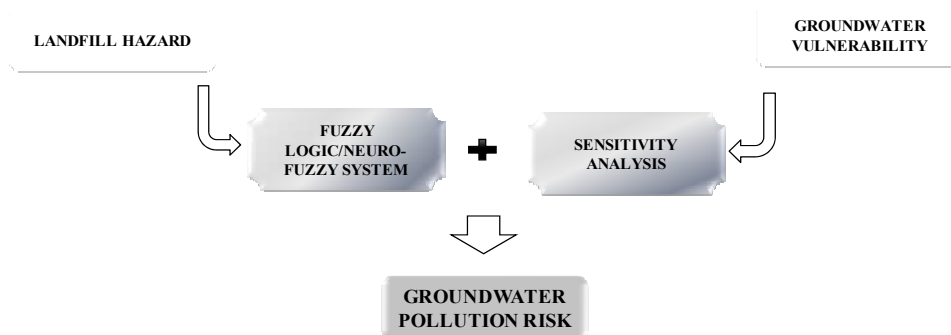 LANDFILL HAZARD
GROUNDWATER
VULNERABILITY
FUZZY
LOGIC/NEURO-
FUZZY SYSTEM
SENSITIVITY
ANALYSIS
GROUNDWATER
POLLUTION RISK